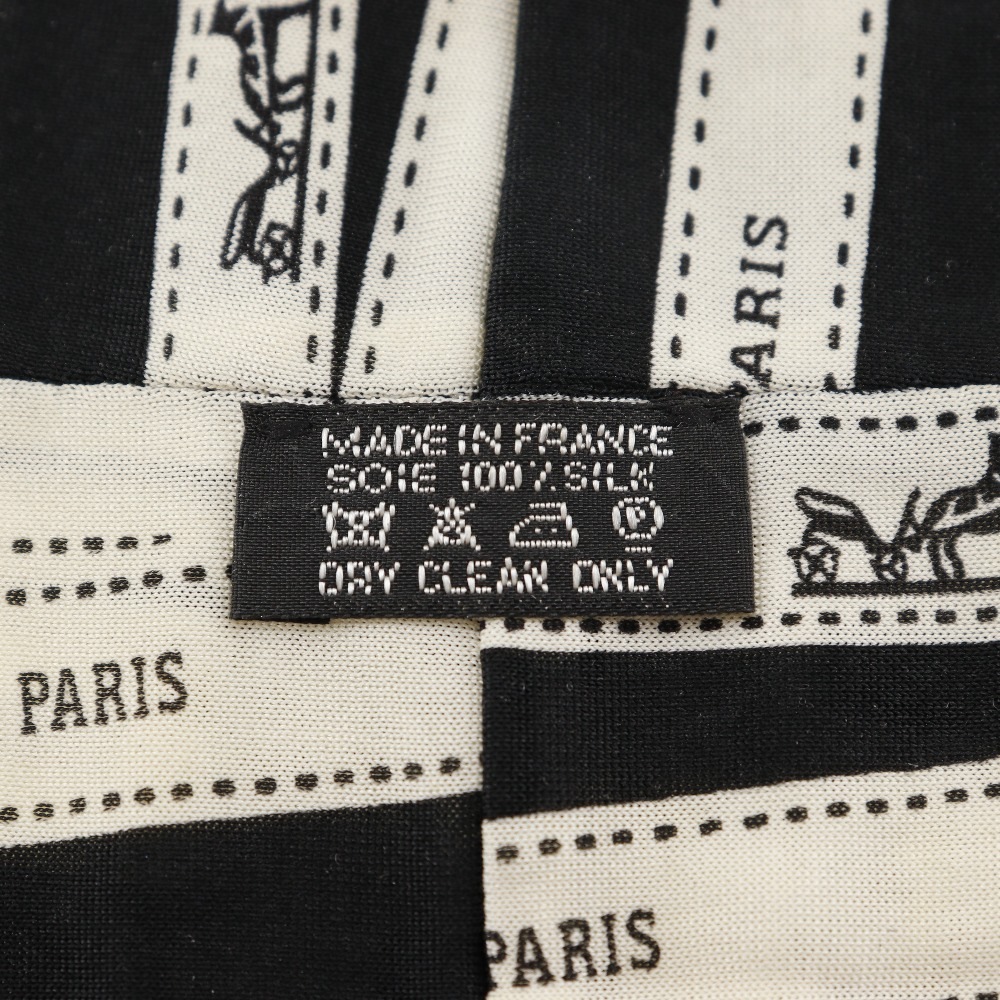 PARIS
MADE IN FRANCE
SOIE 100% SILK
P
DRY CLEAN ONLY
PARIS
PARIS